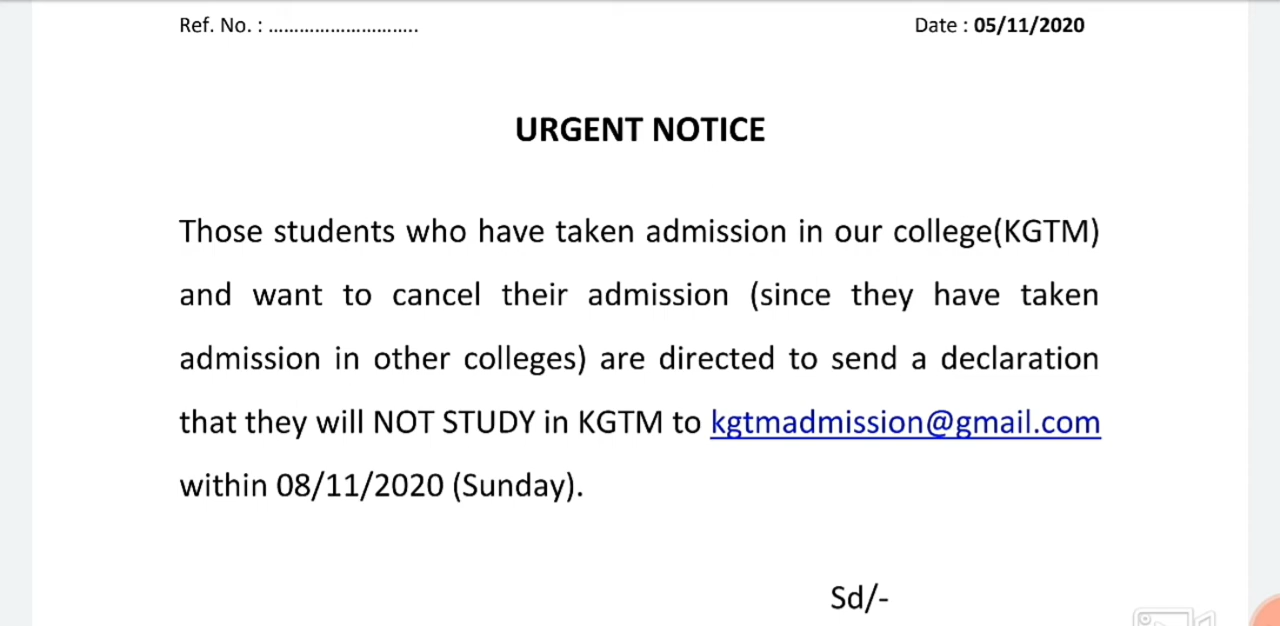 Ref. No. : ............................ Date : 05/11/2020
URGENT NOTICE
Those students who have taken admission in our college(KGTM)
and want to cancel their admission (since they have taken
admission in other colleges) are directed to send a declaration
that they will NOT STUDY in KGTM to kgtmadmission@gmail.com
within 08/11/2020 (Sunday).
Sd/-